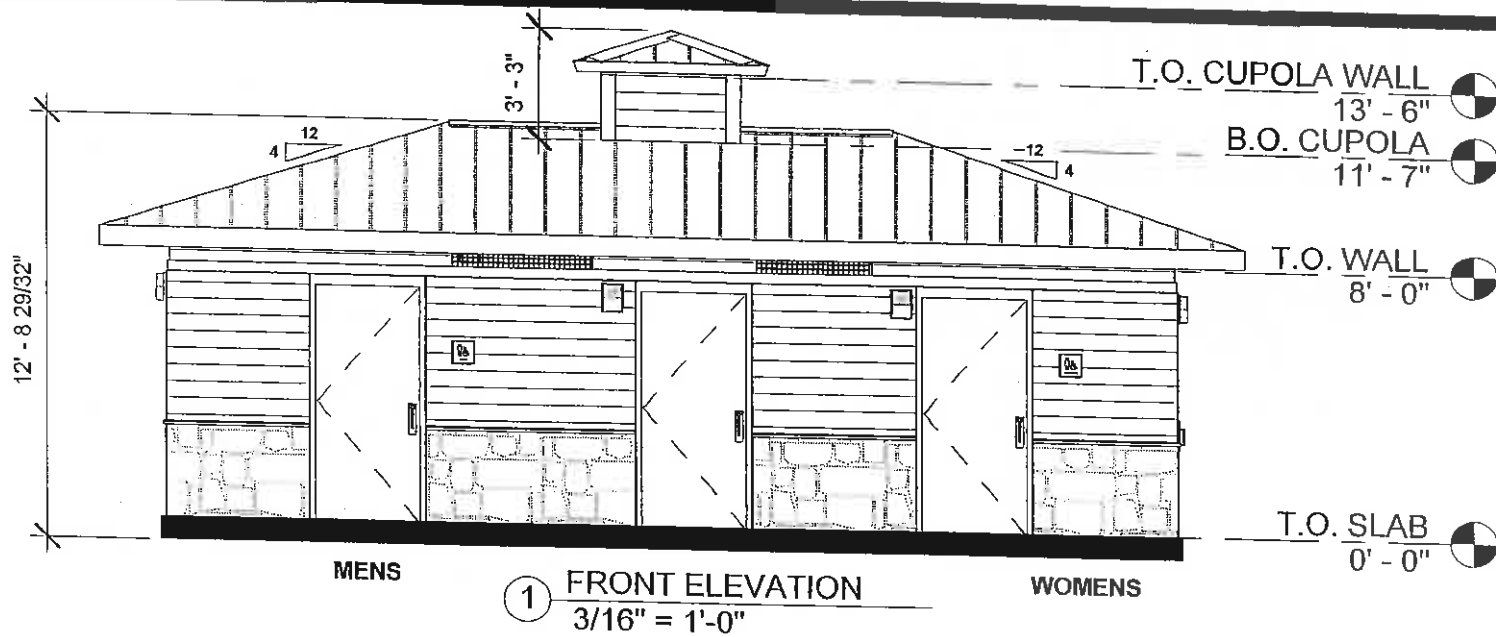 3' - 3"
T.O. CUPOLA WALL
13' - 6"
B.O. CUPOLA
11' - 7"
12
4
12
4
T.O. WALL
8' - 0"
12' - 8 29/32"
T.O. SLAB
0' - 0"
MENS
WOMENS
1
FRONT ELEVATION
3/16" = 1'-0"